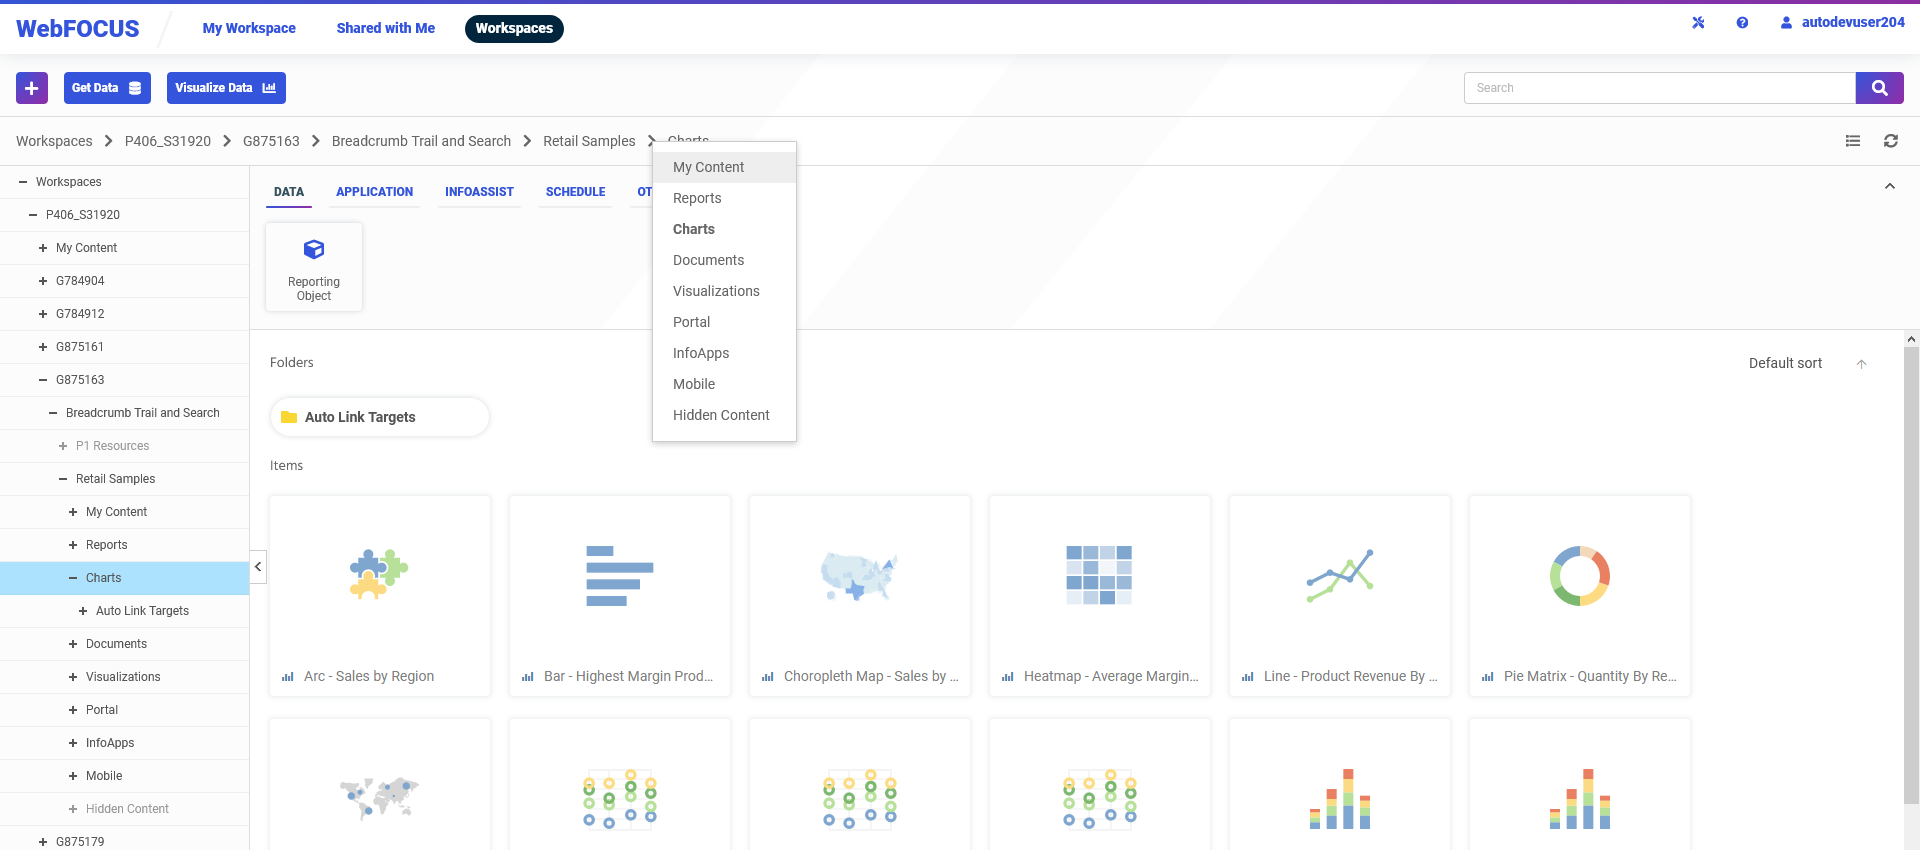 WebFOCUS
My Workspace
Shared with Me
Workspaces
autodevuser204
Get Data
Visualize Data
Search
Workspaces
P406_S31920
G875163
Breadcrumb Trail and Search
Retail Samples
Charts
My Content
Reports
Charts
Documents
Visualizations
Portal
InfoApps
Mobile
Hidden Content
Workspaces
P406_S31920
My Content
G784904
G784912
G875161
G875163
Breadcrumb Trail and Search
P1 Resources
Retail Samples
My Content
Reports
Charts
Auto Link Targets
Documents
Visualizations
Portal
InfoApps
Mobile
Hidden Content
G875179
DATA
APPLICATION
INFOASSIST
SCHEDULE
OT
Reporting
Object
Folders
Default sort
Auto Link Targets
Items
Arc - Sales by Region
Bar - Highest Margin Prod...
Choropleth Map - Sales by ...
Heatmap - Average Margin...
Line - Product Revenue By ...
Pie Matrix - Quantity By Re...